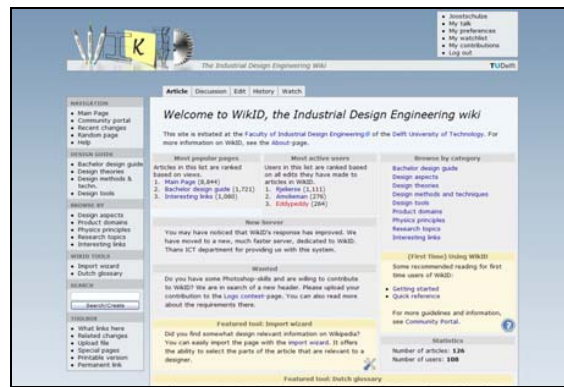 Joostschulze
My talk
My preferences
My watchlist
My contributions
Log out
K
The Industrial Design Engineering Wiki
TUDelft
Article
Discussion
Edit
History
Watch
NAVIGATION
Main Page
Community portal
Recent changes
Random page
Help
DESIGN GUIDE
Bachelor design guide
Design theories
Design methods &
techn.
Design tools
BROWSE BY
Design aspects
Product domains
Physics principles
Research topics
Interesting links
WIKID TOOLS
Import wizard
Dutch glossary
SEARCH
Search/Create
TOOLBOX
What links here
Related changes
Upload file
Special pages
Printable version
Permanent link
Welcome to WikID, the Industrial Design Engineering wiki
This site is initiated at the Faculty of Industrial Design Engineering of the Delft University of Technology. For
more information on WikID, see the About-page.
Most popular pages
Articles in this list are ranked
based on views.
1. Main Page (8,844)
2. Bachelor design guide (1,721)
3. Interesting links (1,080)
Most active users
Users in this list are ranked based
on all edits they have made to
articles in WikID.
1. Rjelierse (1,111)
2. Amolkeman (276)
3. Eddypeddy (264)
New Server
You may have noticed that WikID's response has improved. We
have moved to a new, much faster server, dedicated to WikID.
Thanx ICT department for providing us with this system.
Wanted
Do you have some Photoshop-skills and are willing to contribute
to WikID? We are in search of a new header. Please upload your
contribution to the Logo contest-page. You can also read more
about the requirements there.
Featured tool: Import wizard
Did you find somewhat design relevant information on Wikipedia?
You can easily import the page with the import wizard. It offers
the ability to select the parts of the article that are relevant to a
designer.
Featured tool: Dutch glossary
Browse by category
Bachelor design guide
Design aspects
Design theories
Design methods and techniques
Design tools
Product domains
Physics principles
Research topics
Interesting links
(First Time) Using WikID
Some recommended reading for first
time users of WikID:
Getting started
Quick reference
For more guidelines and information,
see Community Portal.
Statistics
Number of articles: 126
Number of users: 108